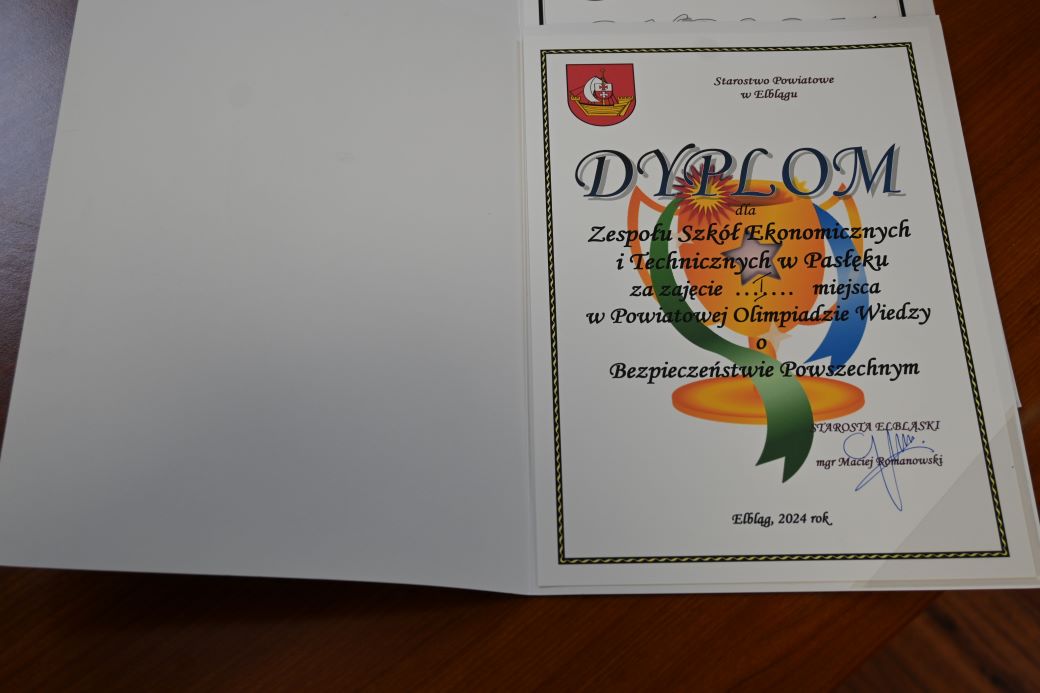 Starostwo Powiatowe
w Elblągu
DYPLOM
dla
Zespołu Szkół Ekonomicznych
i Technicznych w Pasłęku
za zajęcie ...I.... miejsca
w Powiatowej Olimpiadzie Wiedzy
o
Bezpieczeństwie Powszechnym
STAROSTA ELBLĄSKI
mgr Maciej Romanowski
Elbląg, 2024 rok